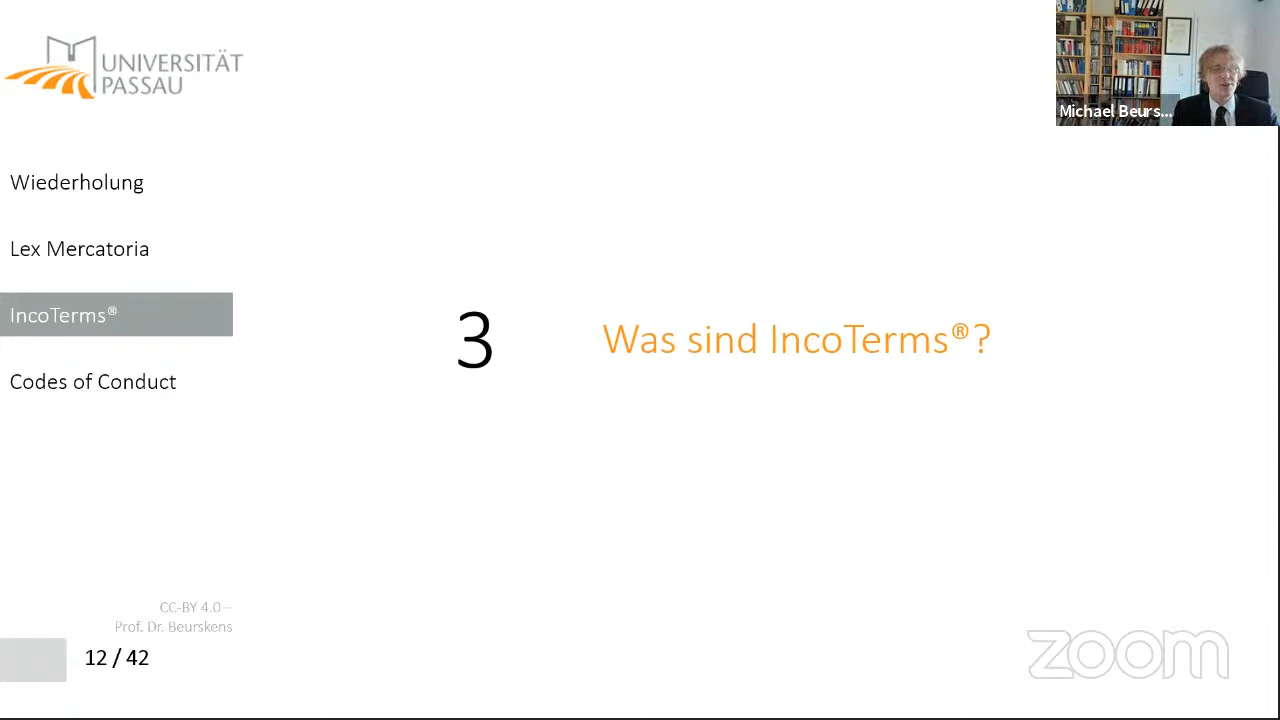 UNIVERSITÄT
PASSAU
Michael Beurs...
Wiederholung
Lex Mercatoria
IncoTerms®
Codes of Conduct
3
Was sind IncoTerms®?
CC-BY 4.0 –
Prof. Dr. Beurskens
12 / 42
zoom